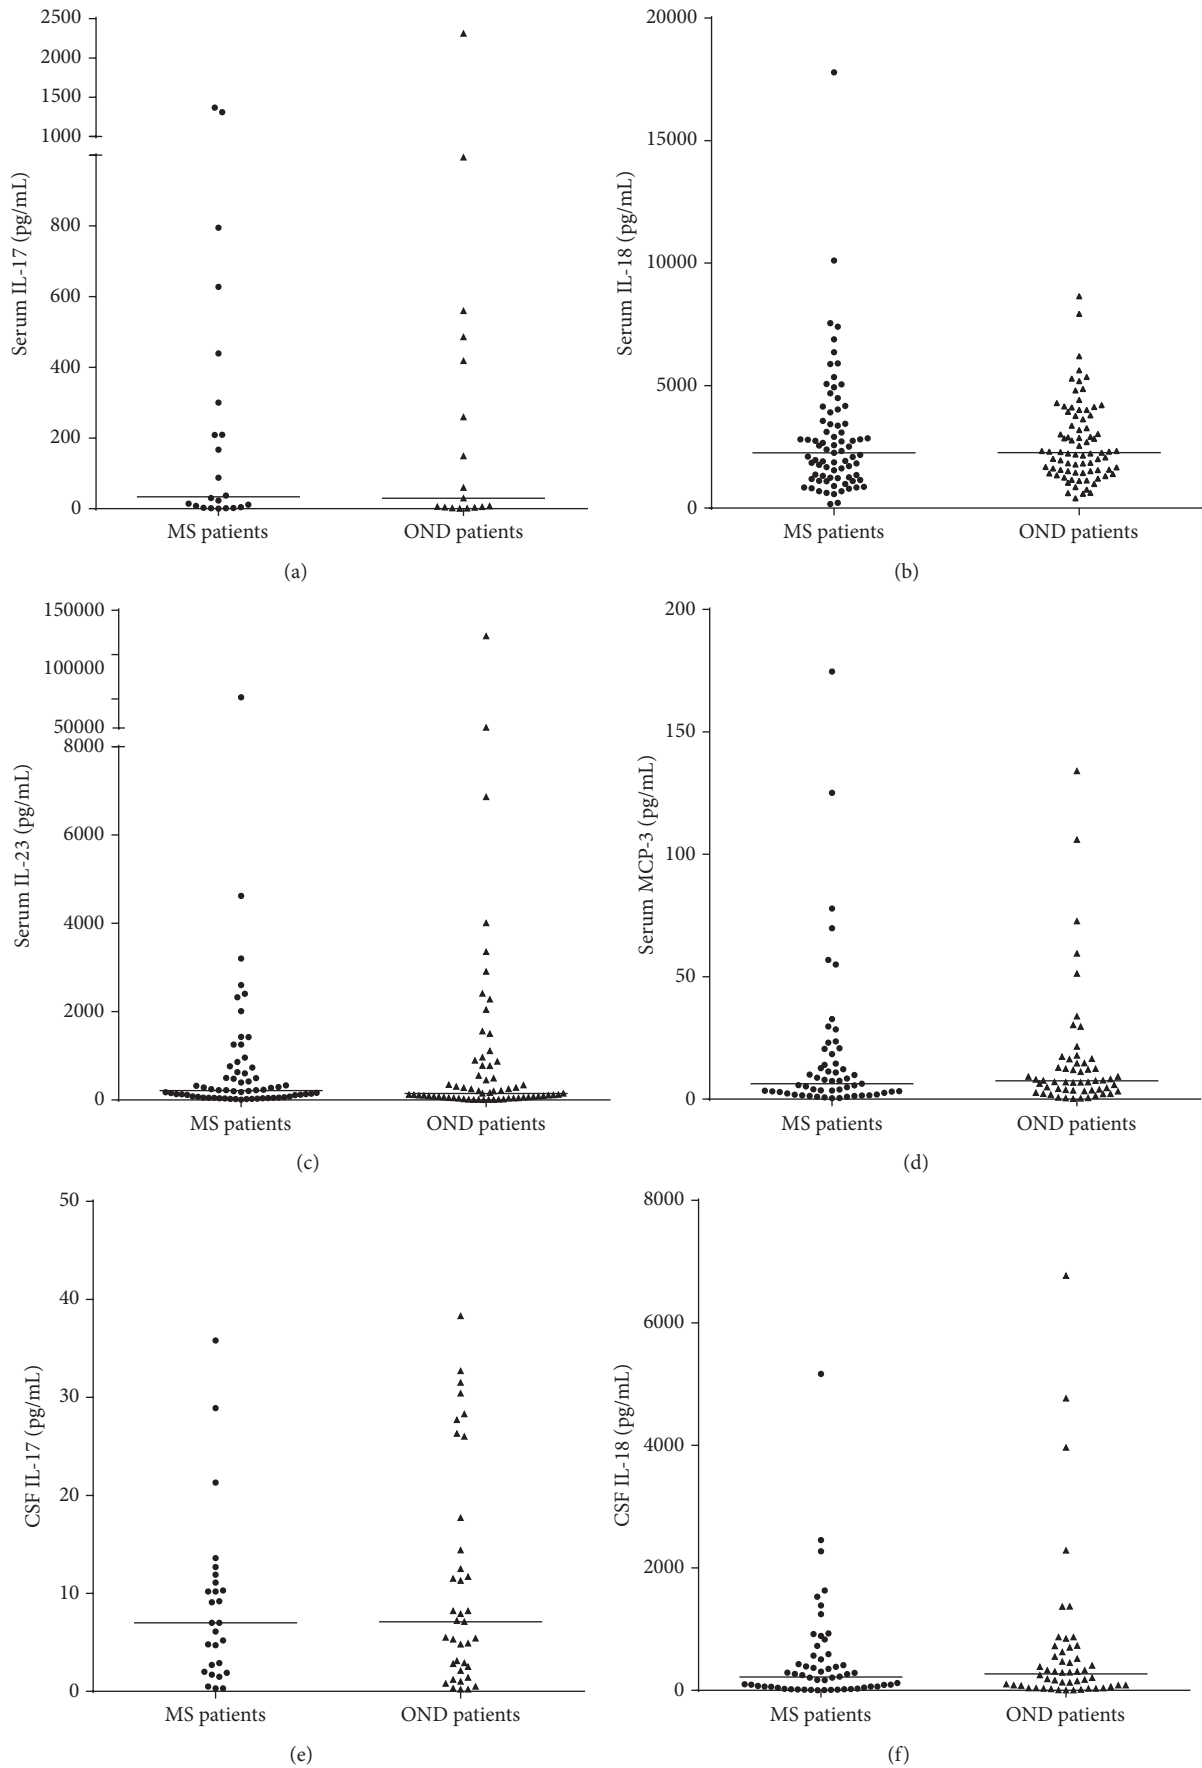 2500
2000
1500
1000
800
600
400
200
0
Serum IL-17 (pg/mL)
MS patients
OND patients
(a)
20000
15000
10000
5000
0
Serum IL-18 (pg/mL)
MS patients
OND patients
(b)
150000
100000
50000
8000
6000
4000
2000
0
Serum IL-23 (pg/mL)
MS patients
OND patients
(c)
200
150
100
50
0
Serum MCP-3 (pg/mL)
MS patients
OND patients
(d)
50
40
30
20
10
0
CSF IL-17 (pg/mL)
MS patients
OND patients
(e)
8000
6000
4000
2000
0
CSF IL-18 (pg/mL)
MS patients
OND patients
(f)